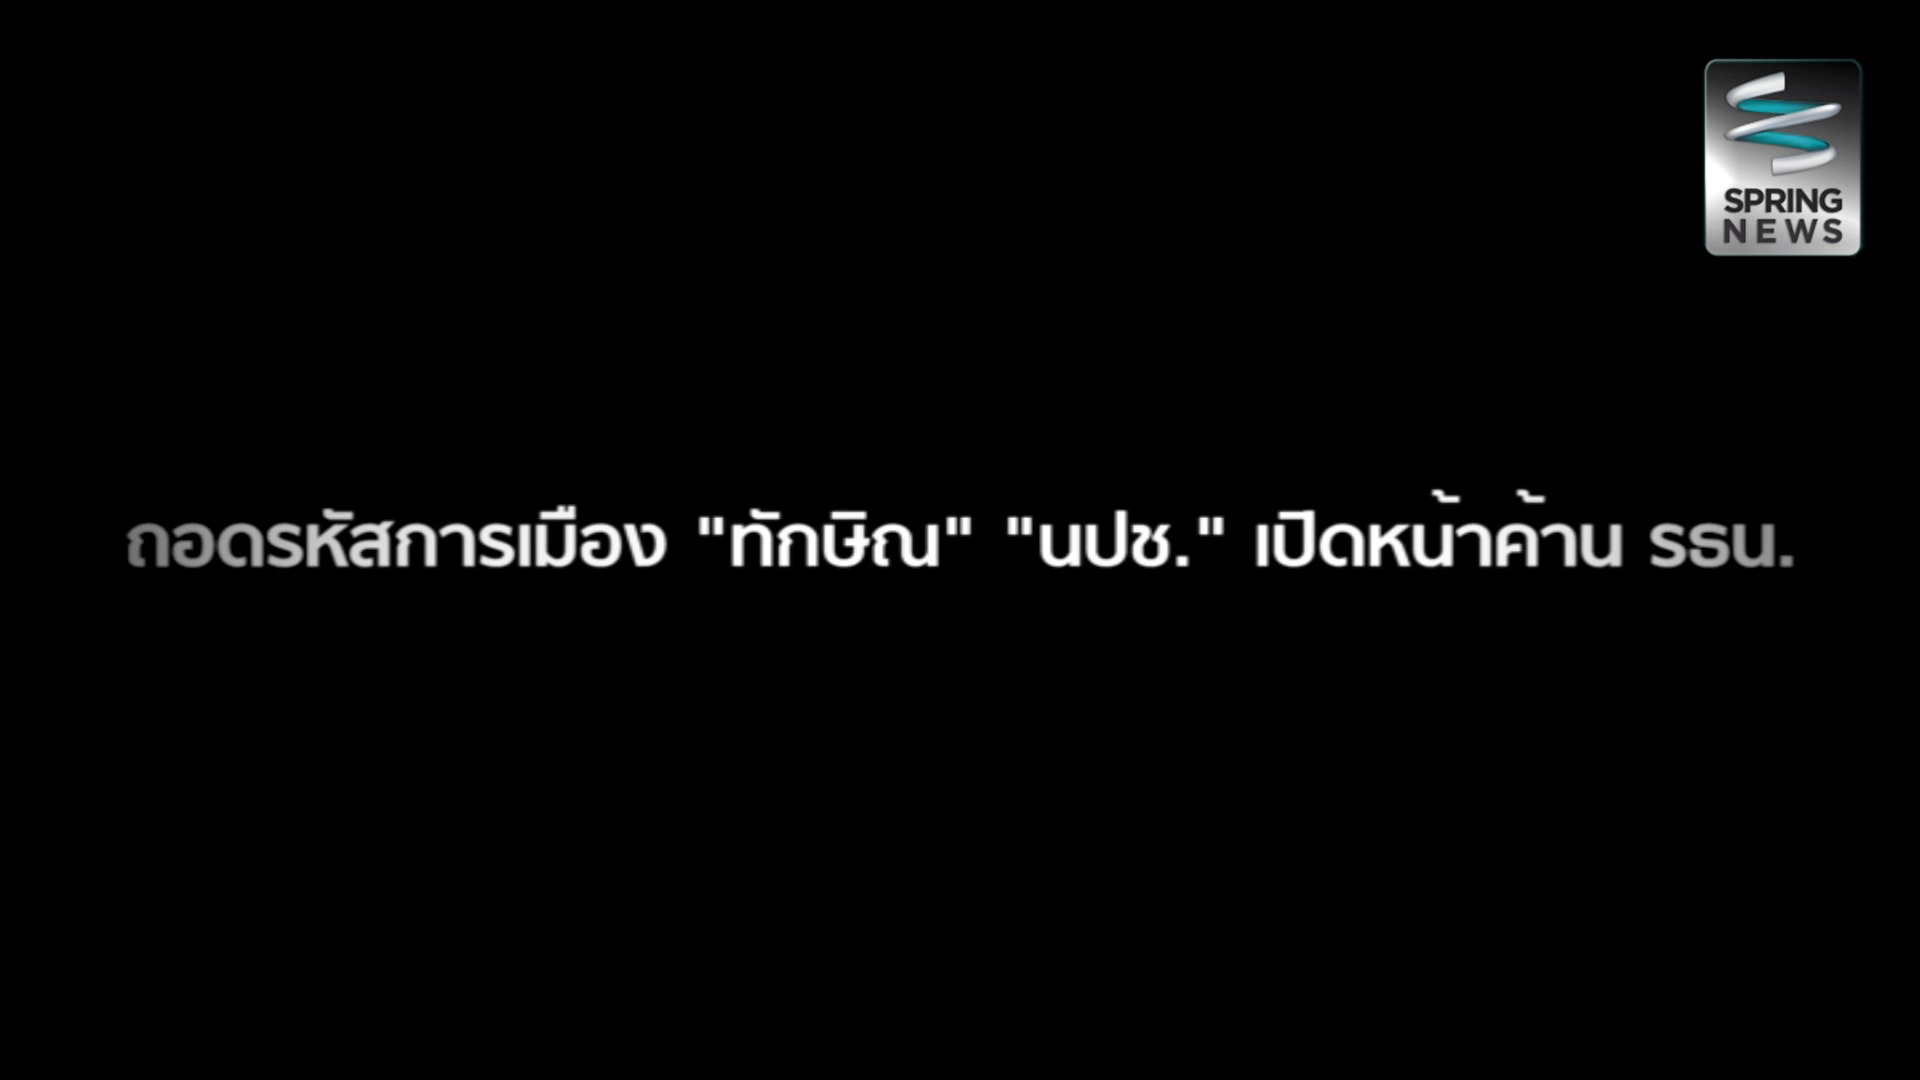 SPRING
NEWS
ถอดรหัสการเมือง "ทักษิณ" "นปช." เปิดหน้าค้าน รธน.